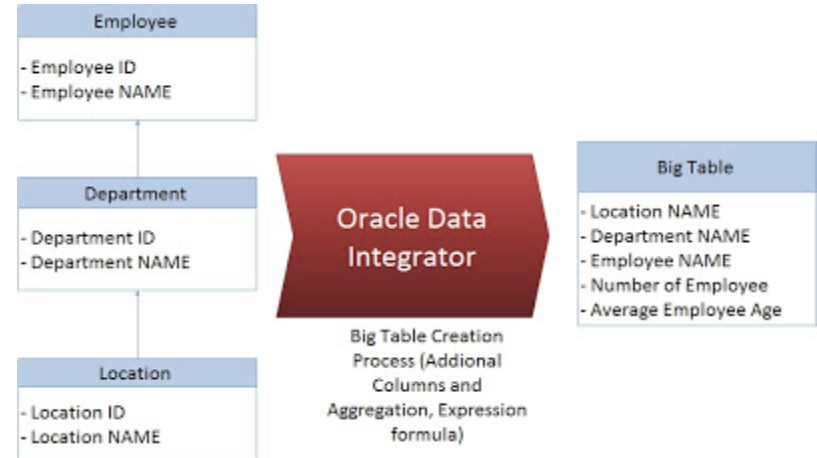 Employee
- Employee ID
- Employee NAME
Department
- Department ID
- Department NAME
Location
- Location ID
- Location NAME
Oracle Data
Integrator
Big Table Creation
Process (Addional
Columns and
Aggregation, Expression
formula)
Big Table
- Location NAME
- Department NAME
- Employee NAME
- Number of Employee
- Average Employee Age